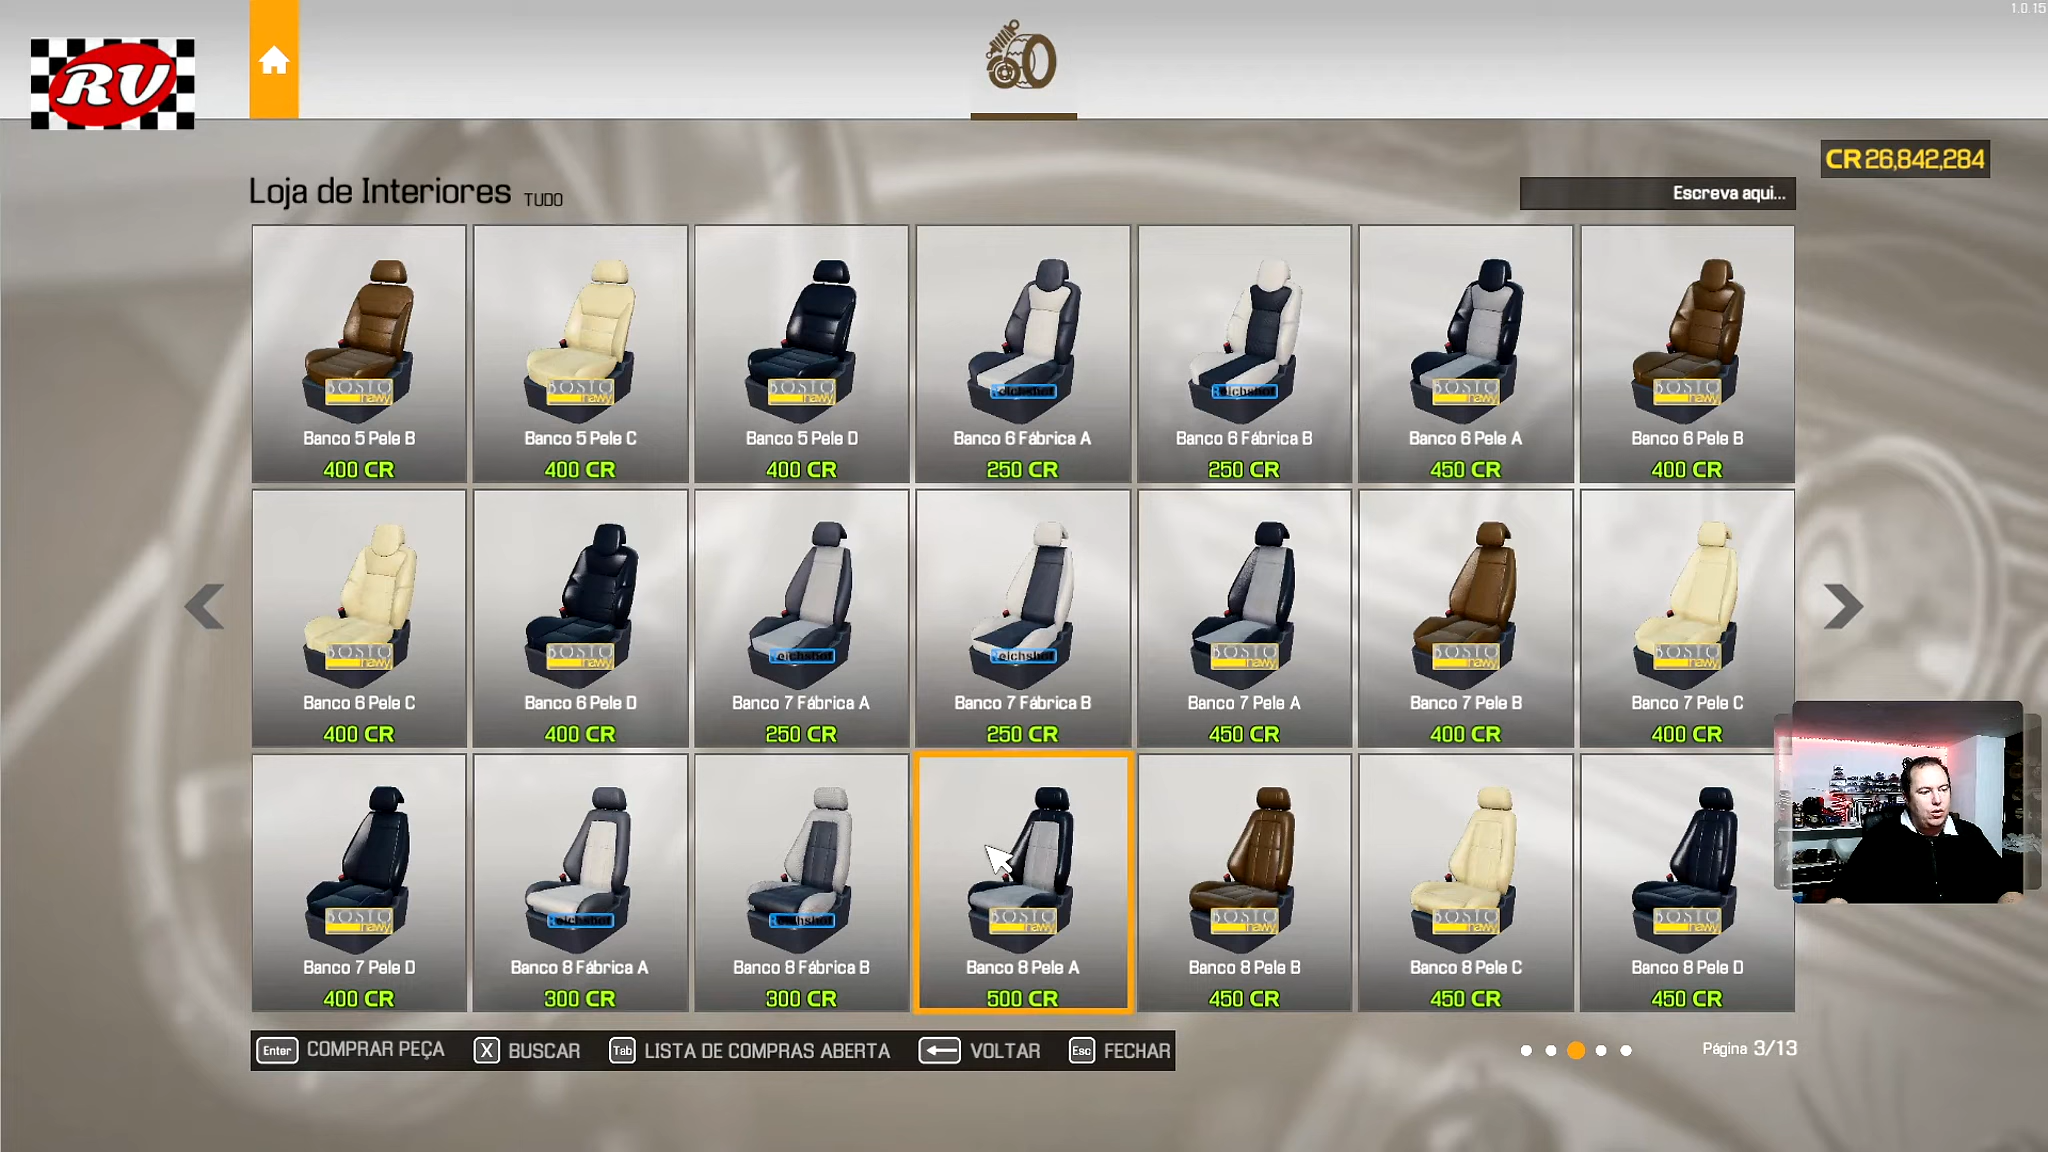 1.0.15
RV
CR 26,842,284
Loja de Interiores TUDO
Escreva aqui...
Banco 5 Pele B
400 CR
Banco 5 Pele C
400 CR
Banco 5 Pele D
400 CR
Banco 6 Fábrica A
250 CR
Banco 6 Fábrica B
250 CR
Banco 6 Pele A
450 CR
Banco 6 Pele B
400 CR
Banco 6 Pele C
400 CR
Banco 6 Pele D
400 CR
Banco 7 Fábrica A
250 CR
Banco 7 Fábrica B
250 CR
Banco 7 Pele A
450 CR
Banco 7 Pele B
400 CR
Banco 7 Pele C
400 CR
Banco 7 Pele D
400 CR
Banco 8 Fábrica A
300 CR
Banco 8 Fábrica B
300 CR
Banco 8 Pele A
500 CR
Banco 8 Pele B
450 CR
Banco 8 Pele C
450 CR
Banco 8 Pele D
450 CR
Enter COMPRAR PEÇA X BUSCAR Tab LISTA DE COMPRAS ABERTA VOLTAR Esc FECHAR
Página 3/13